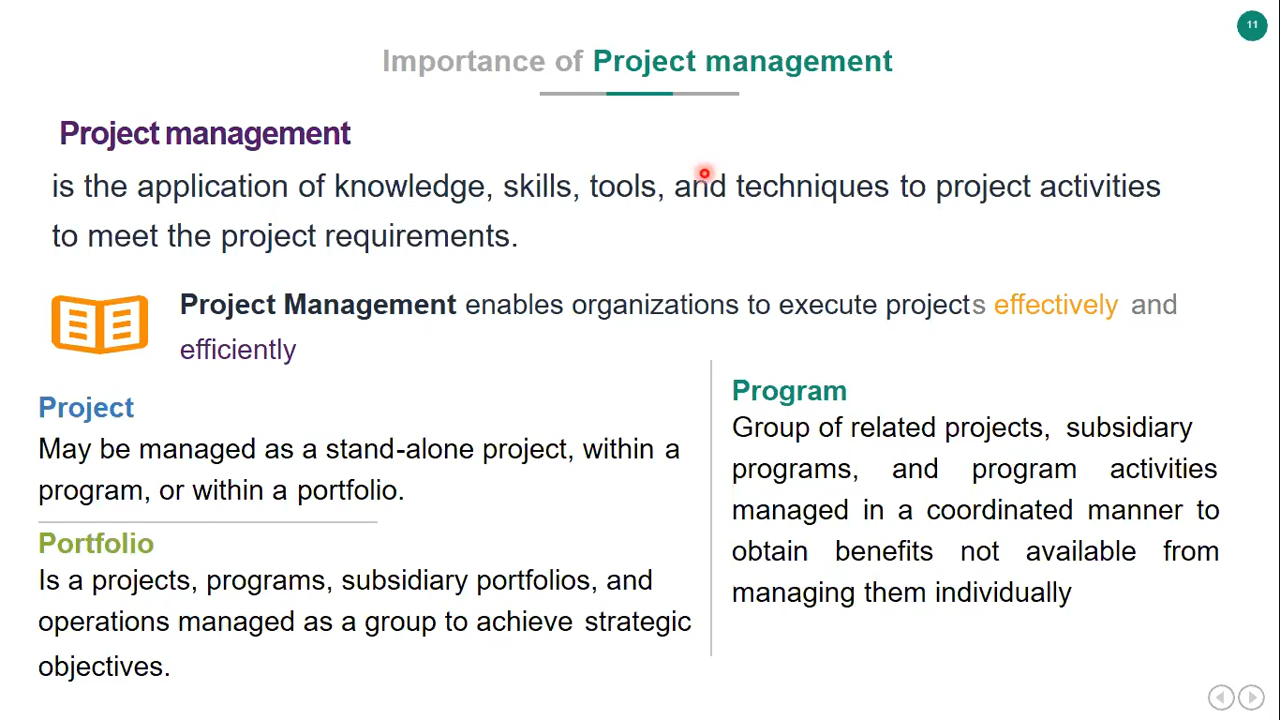 11
Importance of Project management
Project management
is the application of knowledge, skills, tools, and techniques to project activities
to meet the project requirements.
Project Management enables organizations to execute projects effectively and
efficiently
Project
May be managed as a stand-alone project, within a
program, or within a portfolio.
Portfolio
Is a projects, programs, subsidiary portfolios, and
operations managed as a group to achieve strategic
objectives.
Program
Group of related projects, subsidiary
programs, and program activities
managed in a coordinated manner to
obtain benefits not available from
managing them individually